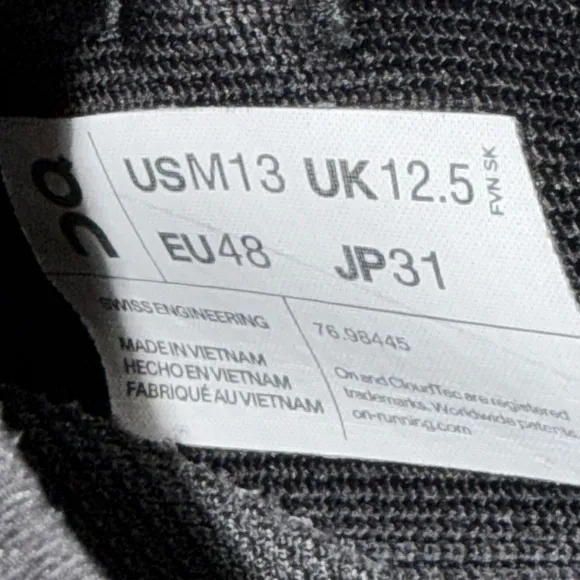 USM13 UK12.5
FVN SK
EU48 JP31
SWISS ENGINEERING
MADE IN VIETNAM
HECHO EN VIETNAM
FABRIQUÉ AU VIETNAM
76.98445
On and CloudTec are registered
trademarks. Worldwide patents
on-running.com